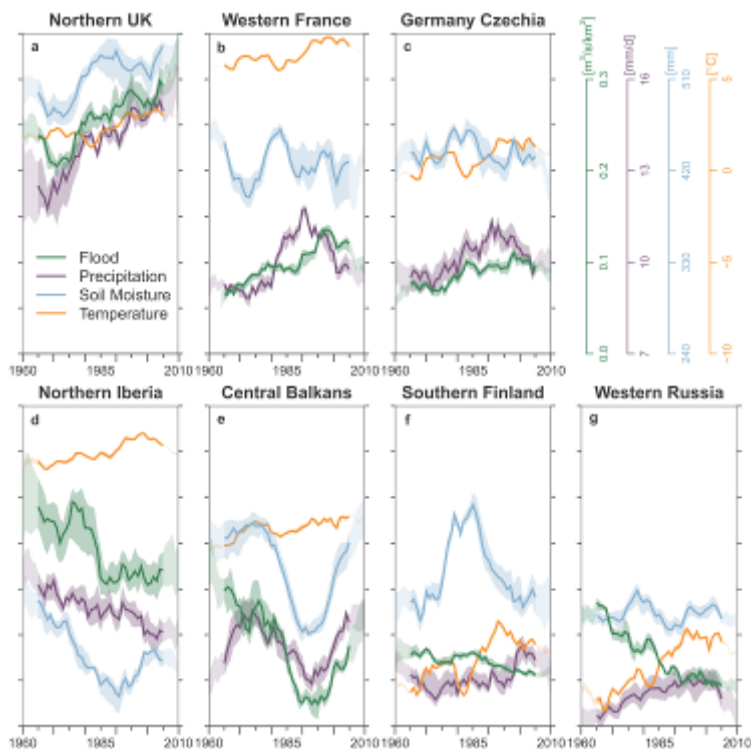 Northern UK Western France Germany Czechia
a b c
[m³/s/km²] [mm/d] [mm] [°C]
0.3 16 510 5
0.2 13 420 0
0.1 10 330 −5
0.0 7 240 −10
Flood
Precipitation
Soil Moisture
Temperature
1960 1985 2010 1960 1985 2010 1960 1985 2010
Northern Iberia Central Balkans Southern Finland Western Russia
d e f g
1960 1985 2010 1960 1985 2010 1960 1985 2010 1960 1985 2010